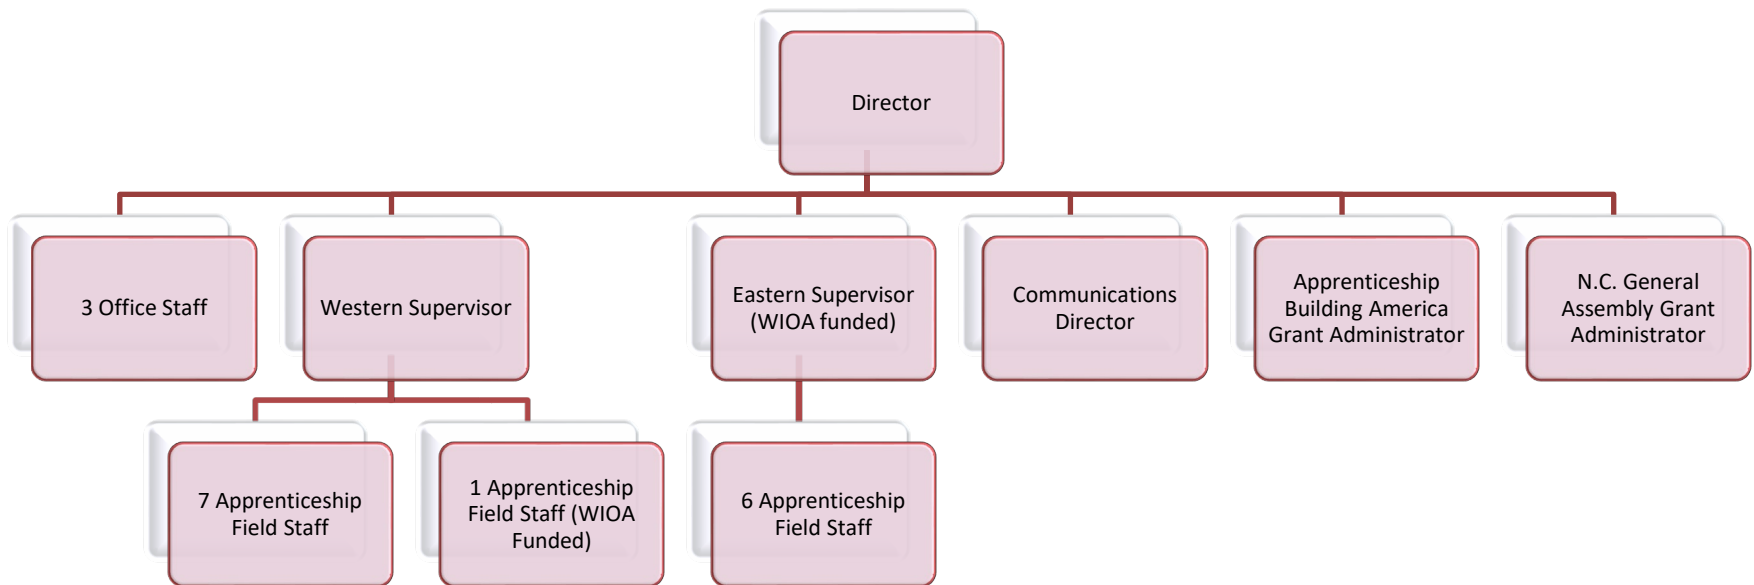 Director
3 Office Staff
Western Supervisor
Eastern Supervisor
(WIOA funded)
Communications
Director
Apprenticeship
Building America
Grant Administrator
N.C. General
Assembly Grant
Administrator
7 Apprenticeship
Field Staff
1 Apprenticeship
Field Staff (WIOA
Funded)
6 Apprenticeship
Field Staff